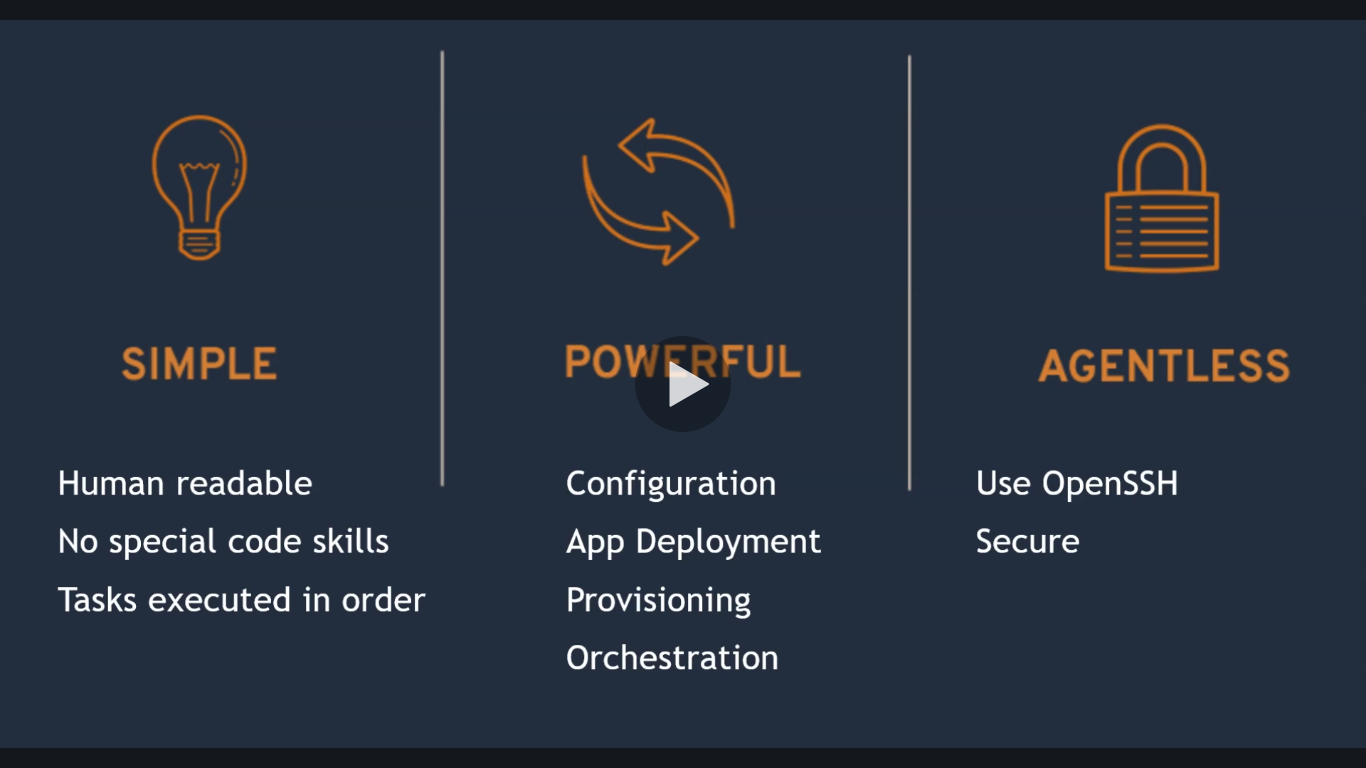 SIMPLE
Human readable
No special code skills
Tasks executed in order
POWERFUL
Configuration
App Deployment
Provisioning
Orchestration
AGENTLESS
Use OpenSSH
Secure